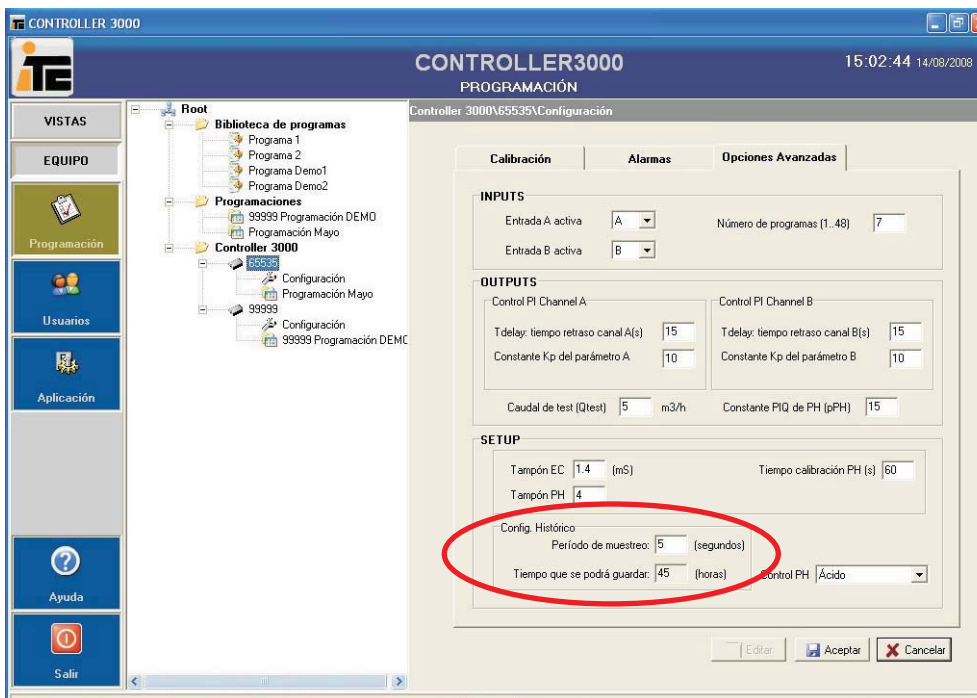 CONTROLLER 3000
iTE
CONTROLLER3000
PROGRAMACIÓN
15:02:44 14/08/2008
VISTAS
EQUIPO
Programación
Usuarios
Aplicación
Ayuda
Salir
Root
Biblioteca de programas
Programa 1
Programa 2
Programa Demo1
Programa Demo2
Programaciones
99999 Programación DEMO
Programación Mayo
Controller 3000
65535
Configuración
Programación Mayo
99999
Configuración
99999 Programación DEMC
Controller 3000\65535\Configuración
Calibración Alarmas Opciones Avanzadas
INPUTS
Entrada A activa A Número de programas (1..48) 7
Entrada B activa B
OUTPUTS
Control PI Channel A
Tdelay: tiempo retraso canal A(s) 15
Constante Kp del parámetro A 10
Control PI Channel B
Tdelay: tiempo retraso canal B(s) 15
Constante Kp del parámetro B 10
Caudal de test (Qtest) 5 m3/h Constante PIQ de PH (pPH) 15
SETUP
Tampón EC 1.4 (mS) Tiempo calibración PH (s) 60
Tampón PH 4
Config. Histórico
Período de muestreo: 5 (segundos)
Tiempo que se podrá guardar: 45 (horas)
Control PH Ácido
Editar Aceptar Cancelar